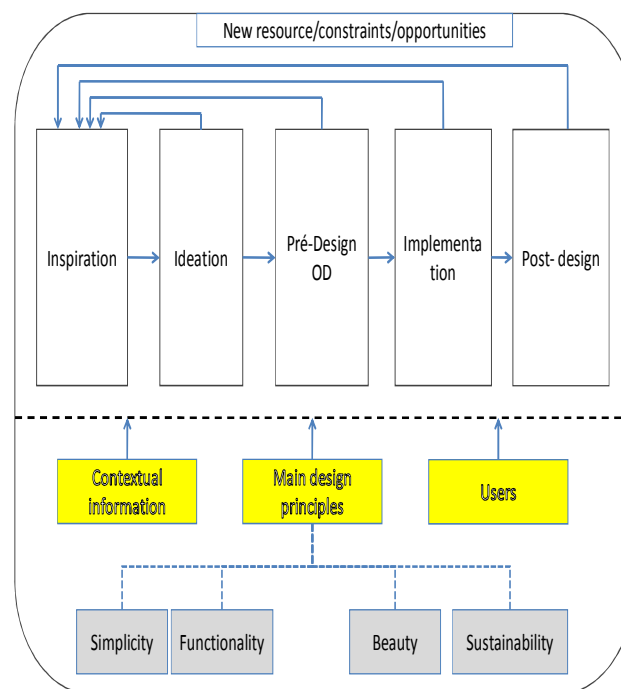 New resource/constraints/opportunities
Inspiration
Ideation
Pré-Design
OD
Implementa
tion
Post- design
Contextual
information
Main design
principles
Users
Simplicity
Functionality
Beauty
Sustainability